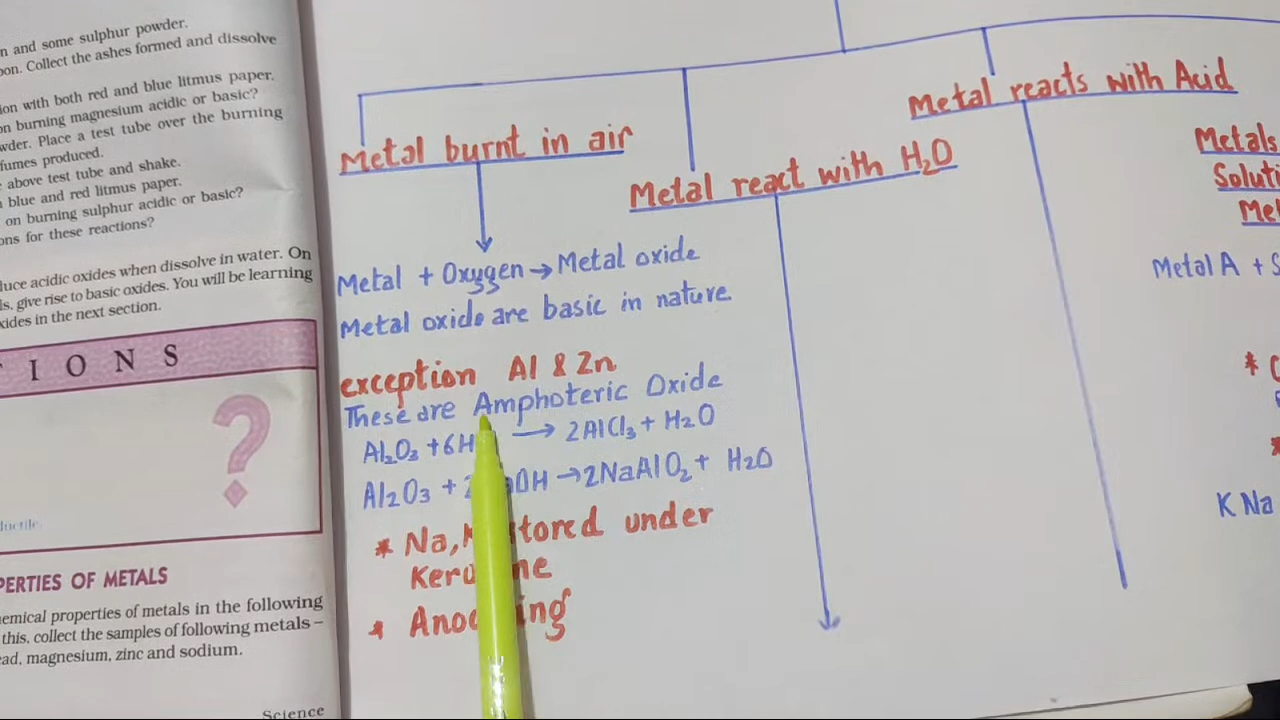 n and some sulphur powder.
on. Collect the ashes formed and dissolve
ion with both red and blue litmus paper.
on burning magnesium acidic or basic?
wder. Place a test tube over the burning
fumes produced.
above test tube and shake.
blue and red litmus paper.
on burning sulphur acidic or basic?
ons for these reactions?
luce acidic oxides when dissolve in water. On
ls, give rise to basic oxides. You will be learning
xides in the next section.
I O N S
?
ductile.
PERTIES OF METALS
emical properties of metals in the following
this, collect the samples of following metals –
ead, magnesium, zinc and sodium.
Science
Metal burnt in air
Metal + Oxygen → Metal oxide
Metal oxide are basic in nature
exception Al & Zn
These are Amphoteric Oxide
Al₂O₃ + 6H → 2AlCl₃ + H₂O
Al₂O₃ + 2 OH → 2NaAlO₂ + H₂O
* Na, stored under
Kero ne
* Ano ing
Metal react with H₂O
Metal reacts with Acid
Metals
Soluti
Me
Metal A + S
K Na